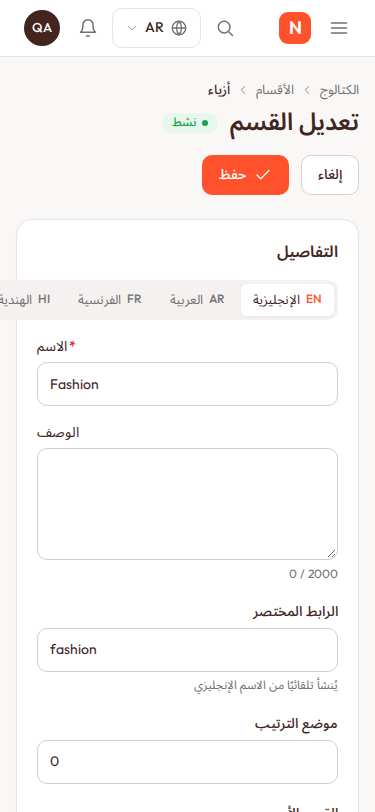 N AR QA
الكتالوج > الأقسام > أزياء
تعديل القسم نشط
إلغاء حفظ
التفاصيل
EN الإنجليزية AR العربية FR الفرنسية HI الهندية
الاسم*
Fashion
الوصف
0 / 2000
الرابط المختصر
fashion
يُنشأ تلقائيًا من الاسم الإنجليزي
موضع الترتيب
0